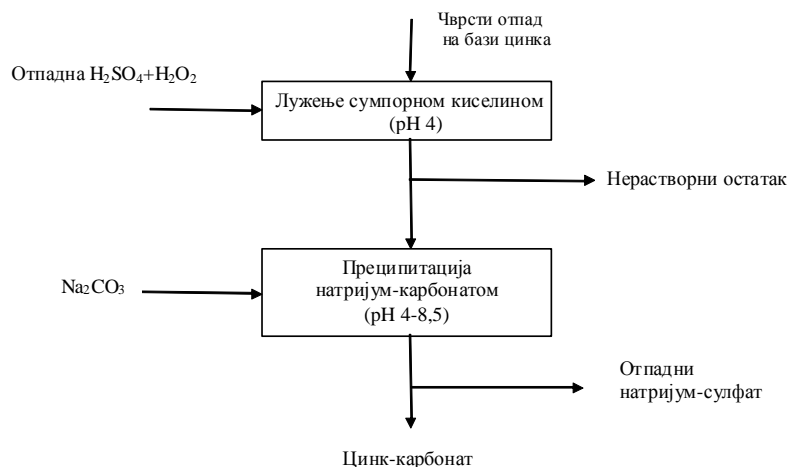 Чврсти отпад
на бази цинка
Отпадна H₂SO₄+H₂O₂
Лужење сумпорном киселином
(pH 4)
Нерастворни остатак
Na₂CO₃
Преципитација
натријум-карбонатом
(pH 4-8,5)
Отпадни
натријум-сулфат
Цинк-карбонат